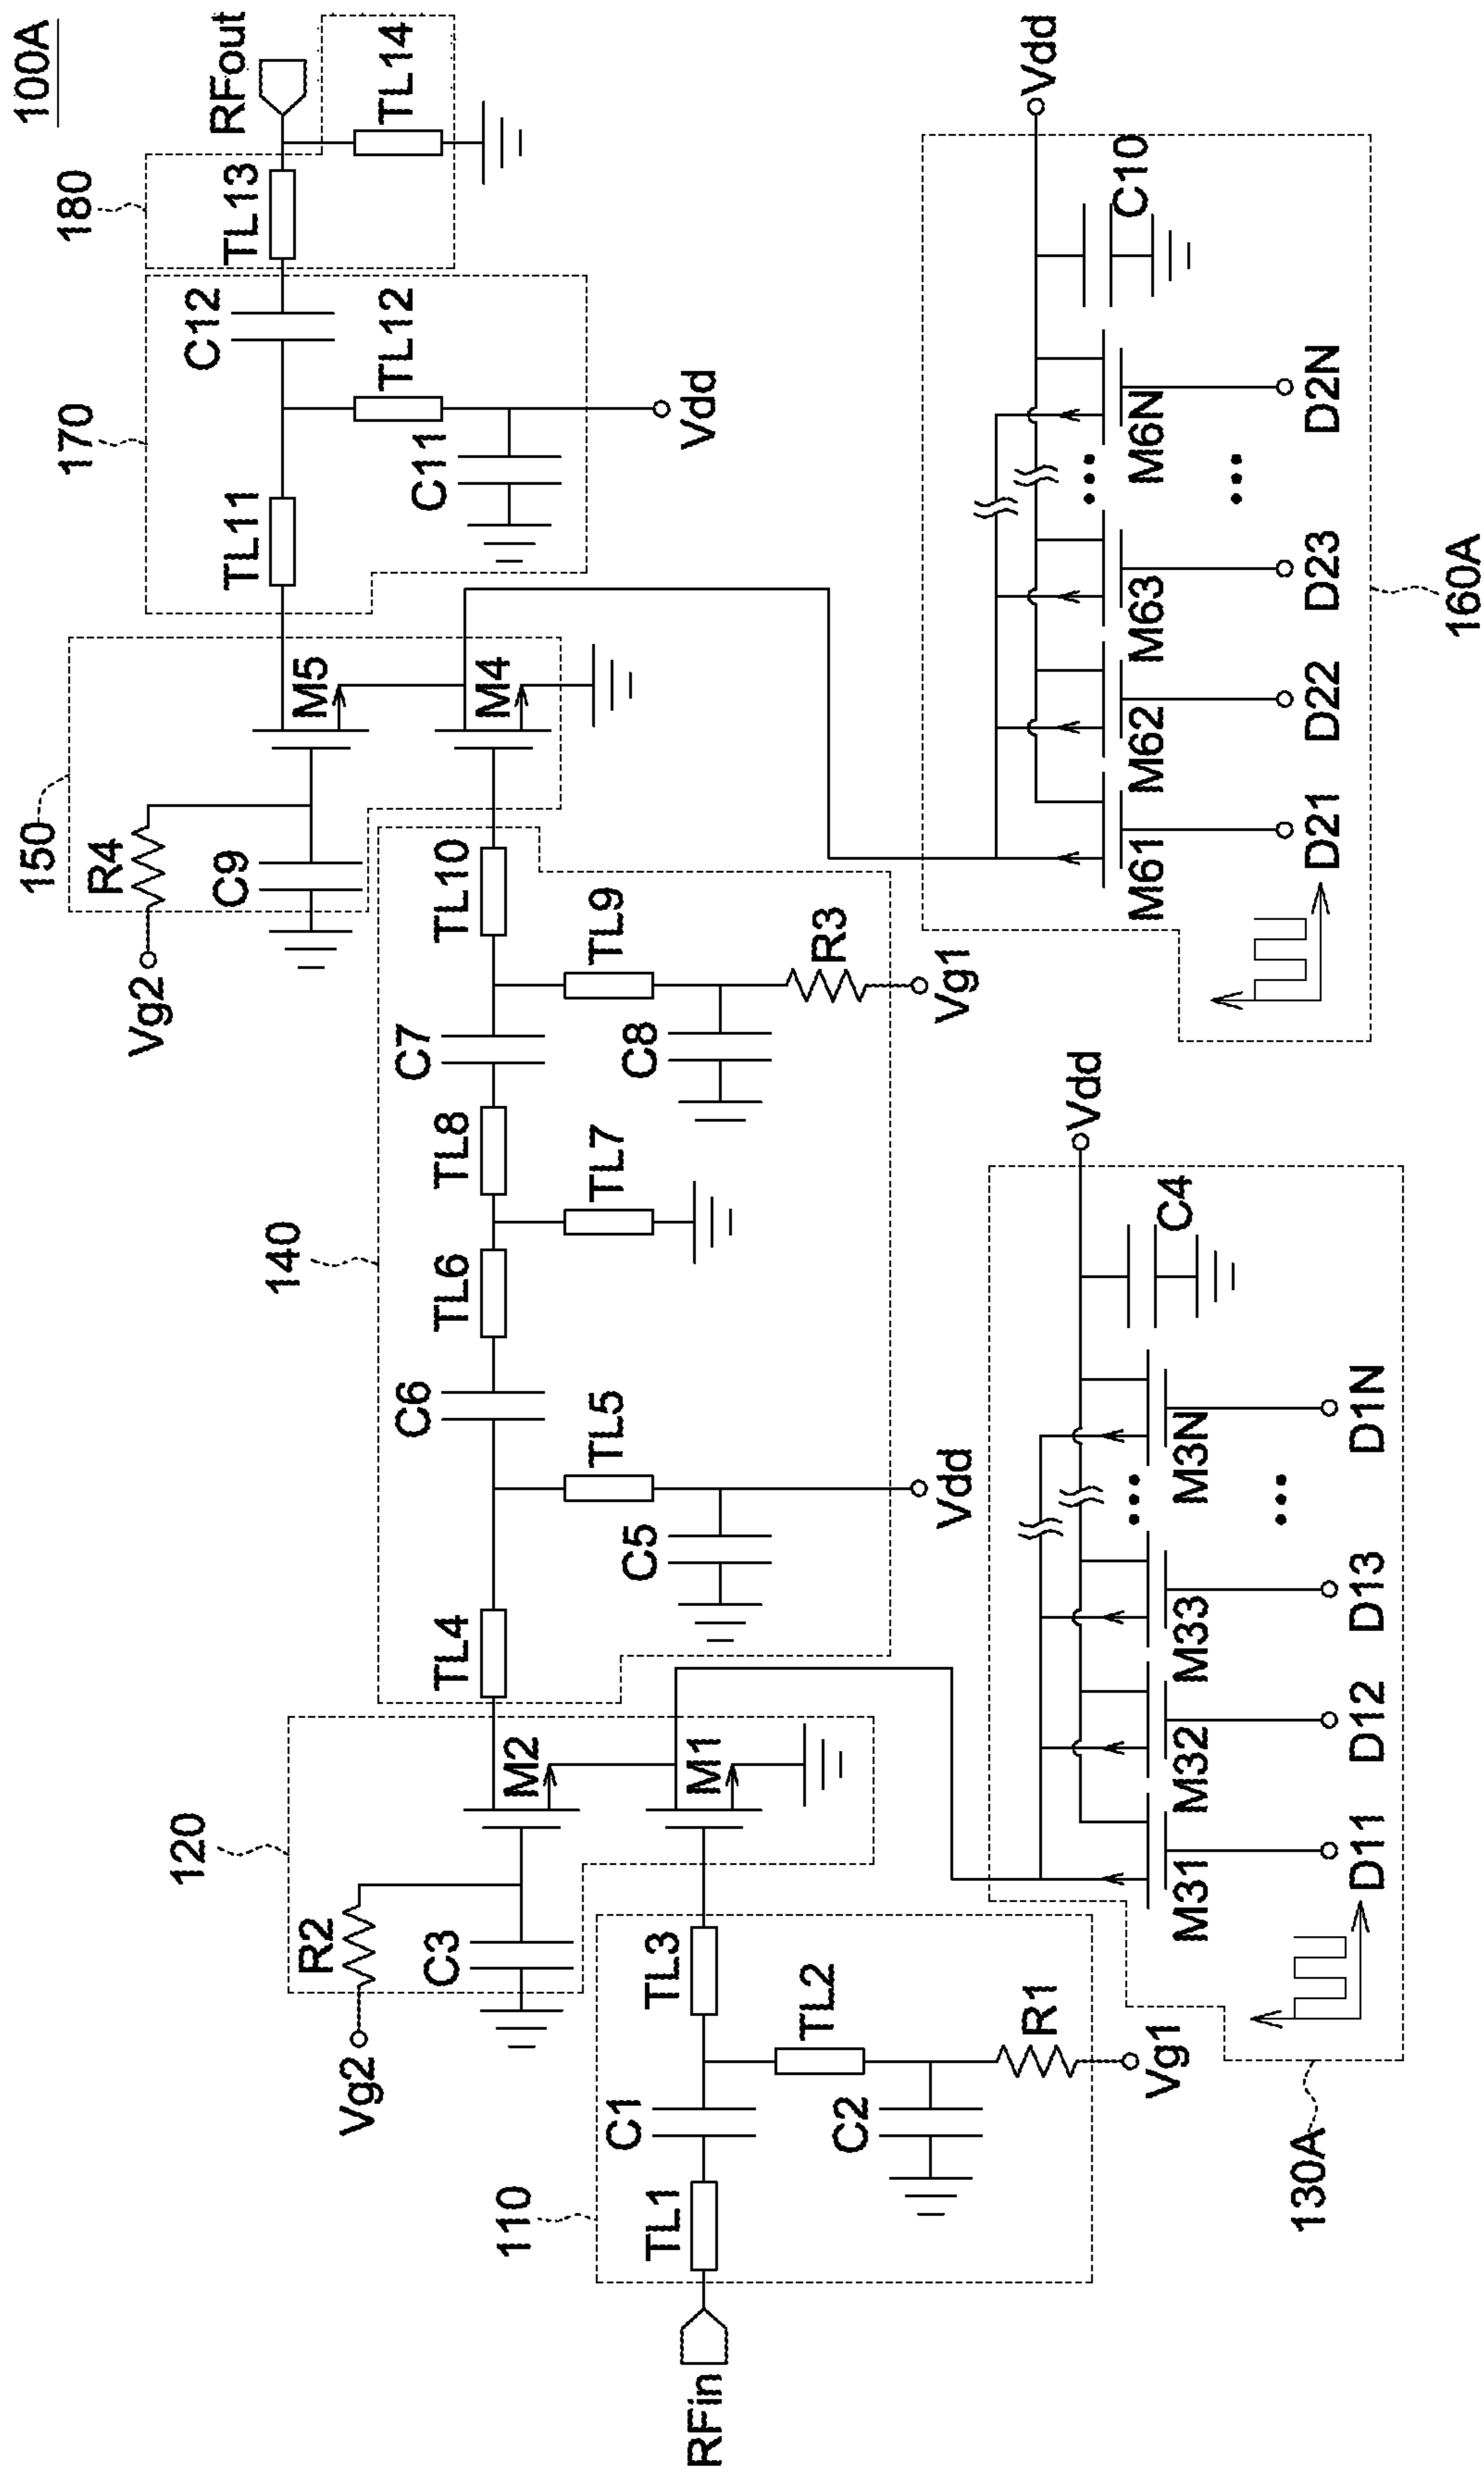 100A
RFin
110
TL1
C1
TL3
TL2
C2
R1
Vg1
120
Vg2
R2
C3
M2
M1
130A
M31
M32
M33
...
M3N
D11
D12
D13
...
D1N
C4
Vdd
140
TL4
TL5
C5
Vdd
C6
TL6
TL7
TL8
C7
TL9
C8
R3
Vg1
TL10
150
Vg2
R4
C9
M5
M4
160A
M61
M62
M63
...
M6N
D21
D22
D23
...
D2N
C10
Vdd
170
TL11
C12
TL12
C11
Vdd
180
TL13
TL14
RFout